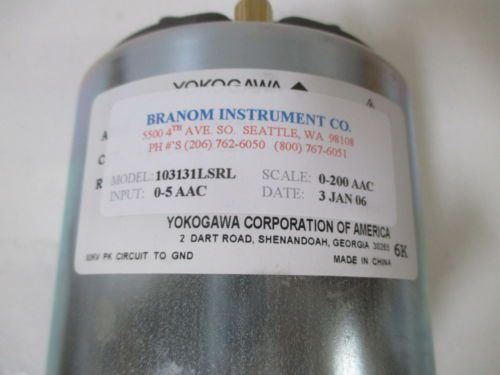 YOKOGAWA
BRANOM INSTRUMENT CO.
5500 4TH AVE. SO. SEATTLE, WA 98108
PH #'S (206) 762-6050 (800) 767-6051
A
C
R
MODEL: 103131LSRL SCALE: 0-200 AAC
INPUT: 0-5 AAC DATE: 3 JAN 06
YOKOGAWA CORPORATION OF AMERICA
2 DART ROAD, SHENANDOAH, GEORGIA 30265 6K
PK CIRCUIT TO GND MADE IN CHINA